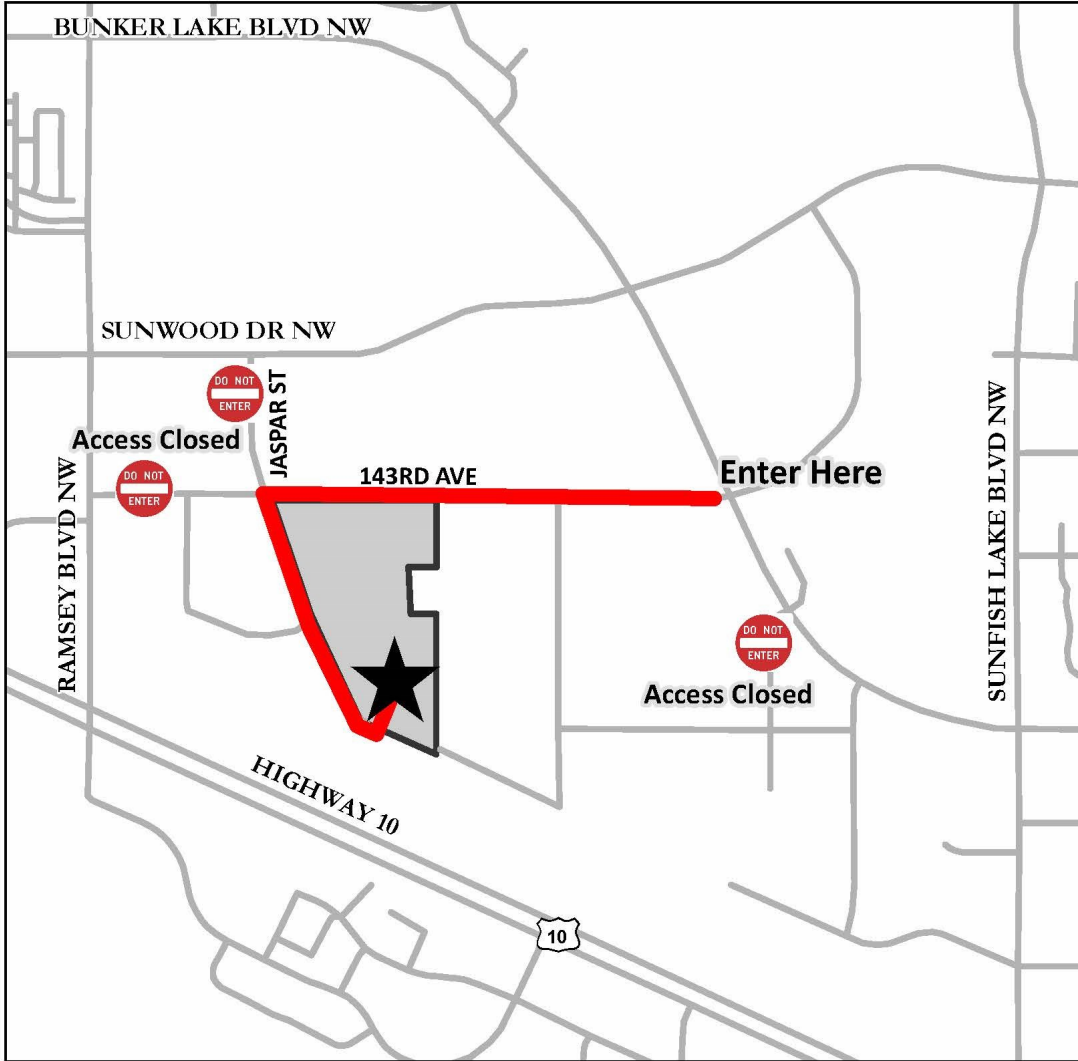 BUNKER LAKE BLVD NW
SUNWOOD DR NW
DO NOT
ENTER
JASPAR ST
Access Closed
DO NOT
ENTER
143RD AVE
Enter Here
RAMSEY BLVD NW
SUNFISH LAKE BLVD NW
DO NOT
ENTER
Access Closed
HIGHWAY 10
10